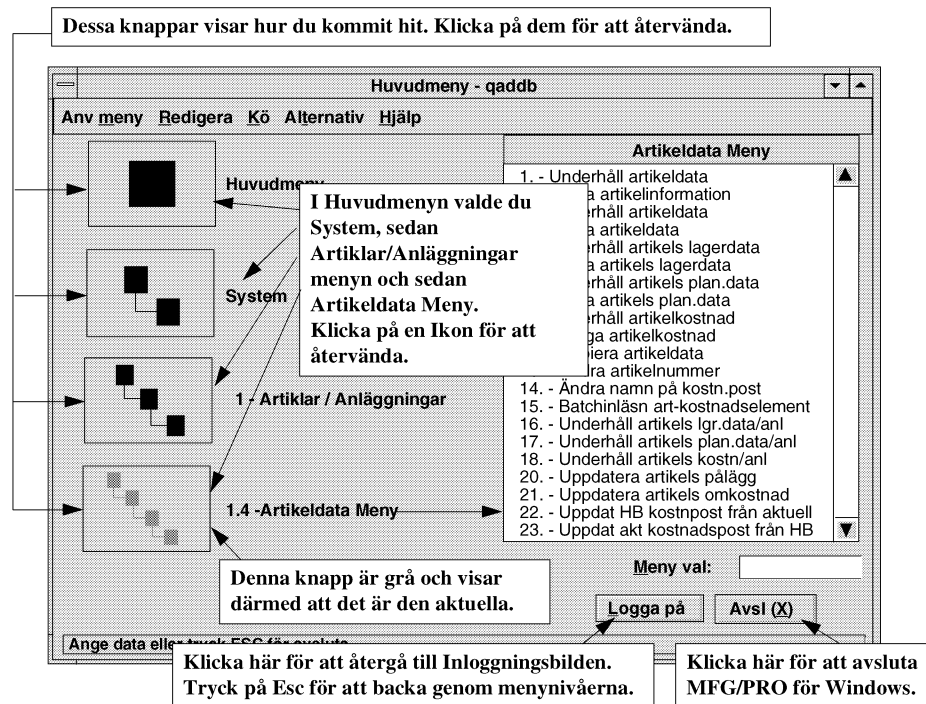 Dessa knappar visar hur du kommit hit. Klicka på dem för att återvända.
Huvudmeny - qaddb
Anv meny Redigera Kö Alternativ Hjälp
Huvudmeny
System
1 - Artiklar / Anläggningar
1.4 -Artikeldata Meny
I Huvudmenyn valde du
System, sedan
Artiklar/Anläggningar
menyn och sedan
Artikeldata Meny.
Klicka på en Ikon för att
återvända.
Artikeldata Meny
1. - Underhåll artikeldata
artikelinformation
artikeldata
artikeldata
artikels lagerdata
artikels lagerdata
artikels plan.data
artikels plan.data
artikelkostnad
artikelkostnad
artikeldata
artikelnummer
14. - Ändra namn på kostn.post
15. - Batchinläsn art-kostnadselement
16. - Underhåll artikels lgr.data/anl
17. - Underhåll artikels plan.data/anl
18. - Underhåll artikels kostn/anl
20. - Uppdatera artikels pålägg
21. - Uppdatera artikels omkostnad
22. - Uppdat HB kostnpost från aktuell
23. - Uppdat akt kostnadspost från HB
Denna knapp är grå och visar
därmed att det är den aktuella.
Meny val:
Logga på Avsl (X)
Ange data eller tryck ESC för avsluta
Klicka här för att återgå till Inloggningsbilden.
Tryck på Esc för att backa genom menynivåerna.
Klicka här för att avsluta
MFG/PRO för Windows.